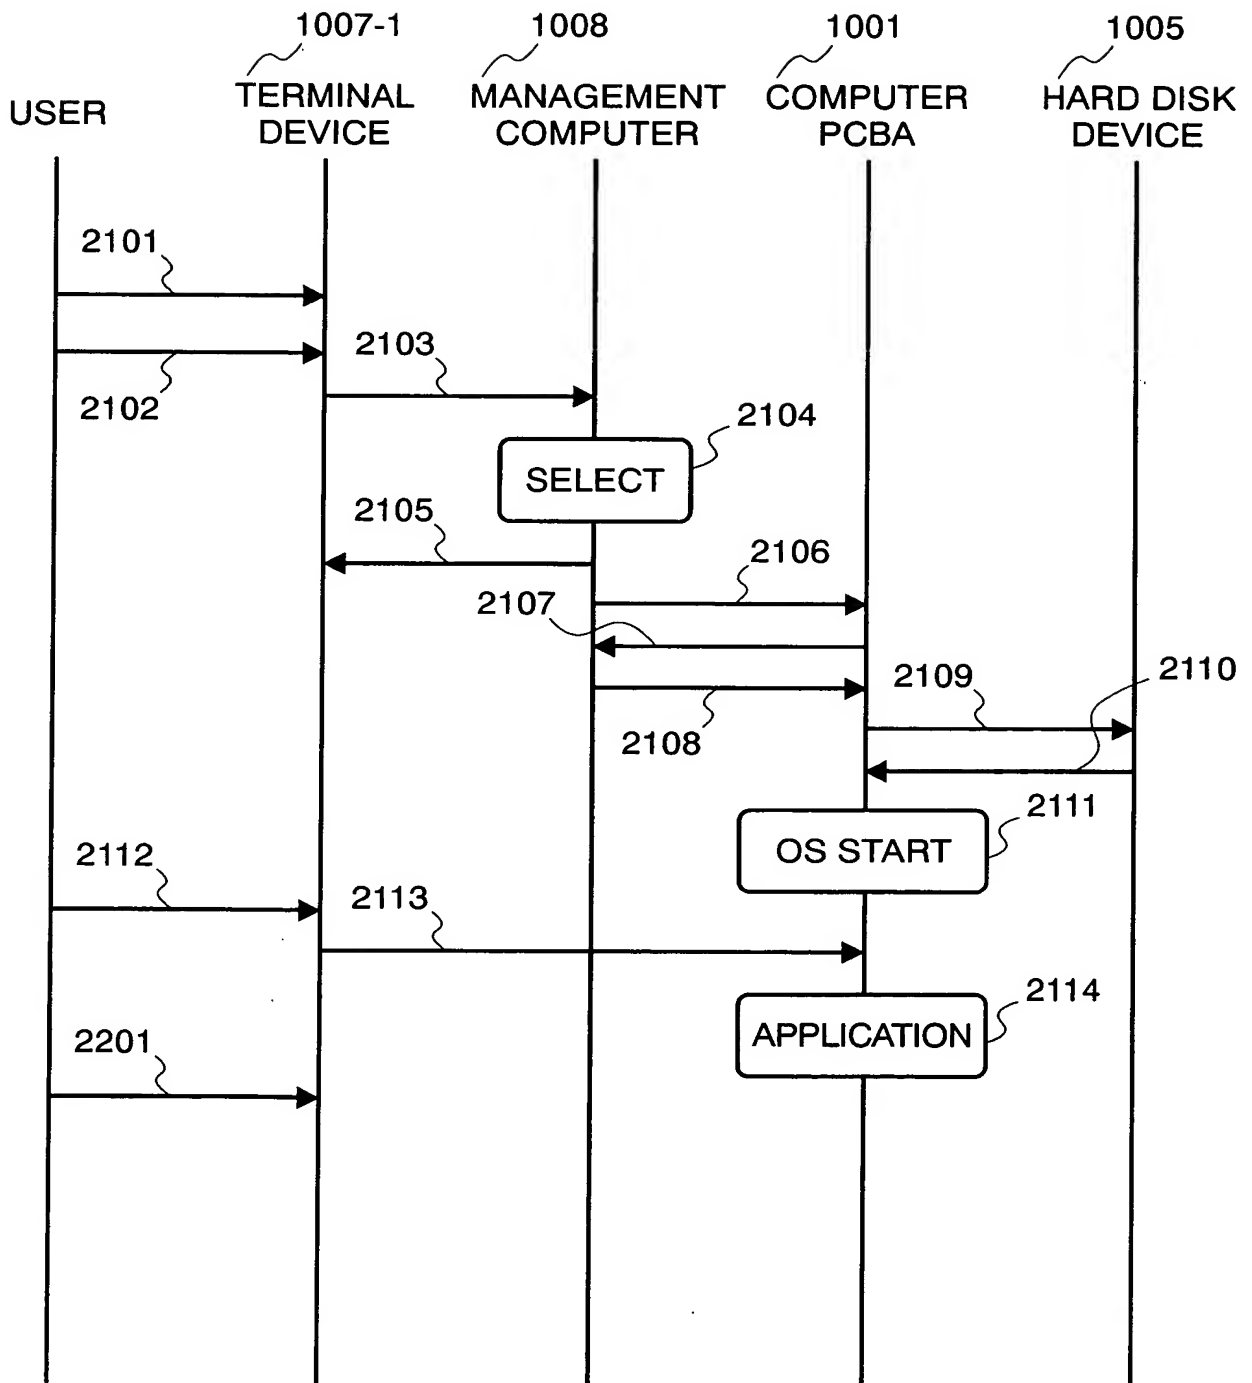 1007-1
1008
1001
1005
USER
TERMINAL
DEVICE
MANAGEMENT
COMPUTER
COMPUTER
PCBA
HARD DISK
DEVICE
2101
2102
2103
2104
SELECT
2105
2106
2107
2108
2109
2110
2111
OS START
2112
2113
2114
APPLICATION
2201